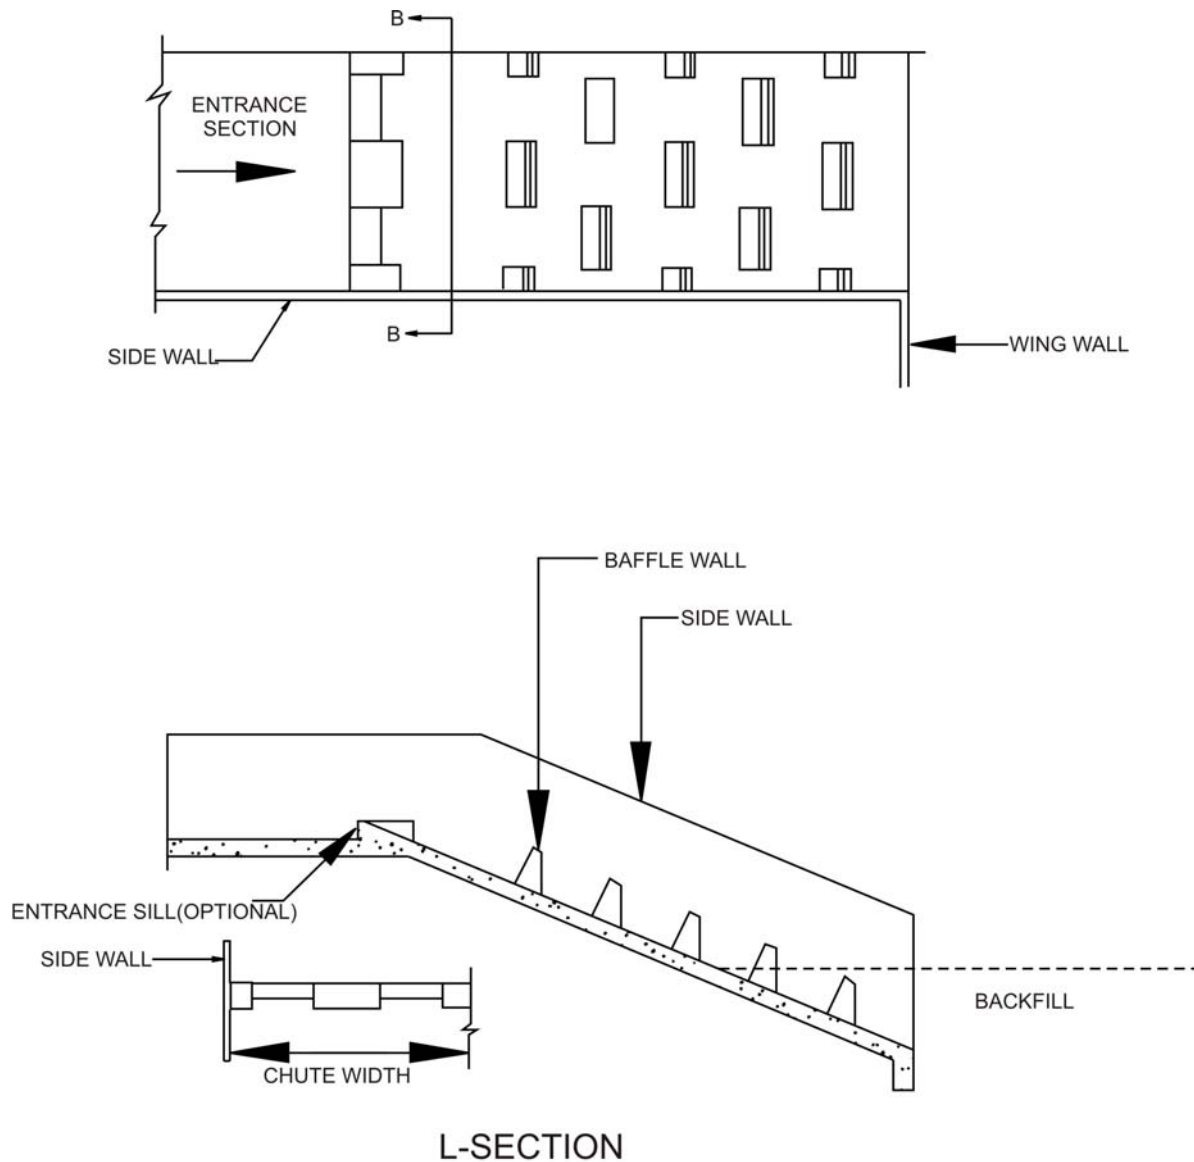 B
ENTRANCE
SECTION
B
SIDE WALL
WING WALL
BAFFLE WALL
SIDE WALL
ENTRANCE SILL(OPTIONAL)
SIDE WALL
BACKFILL
CHUTE WIDTH
L-SECTION